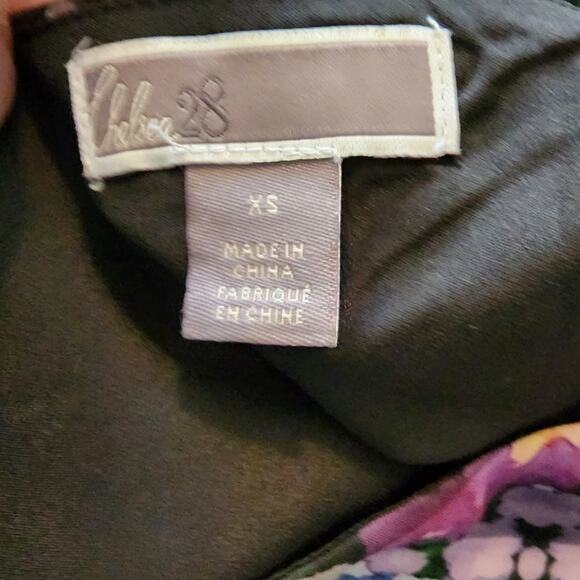 Chelsea28
XS
MADE IN
CHINA
FABRIQUÉ
EN CHINE